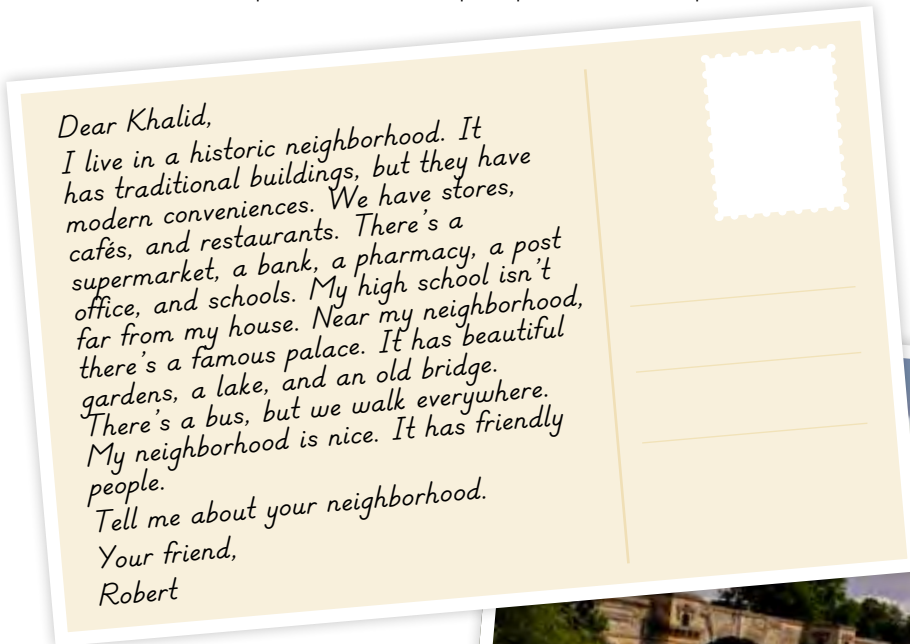 Dear Khalid,
I live in a historic neighborhood. It
has traditional buildings, but they have
modern conveniences. We have stores,
cafés, and restaurants. There's a
supermarket, a bank, a pharmacy, a post
office, and schools. My high school isn't
far from my house. Near my neighborhood,
there's a famous palace. It has beautiful
gardens, a lake, and an old bridge.
There's a bus, but we walk everywhere.
My neighborhood is nice. It has friendly
people.
Tell me about your neighborhood.
Your friend,
Robert